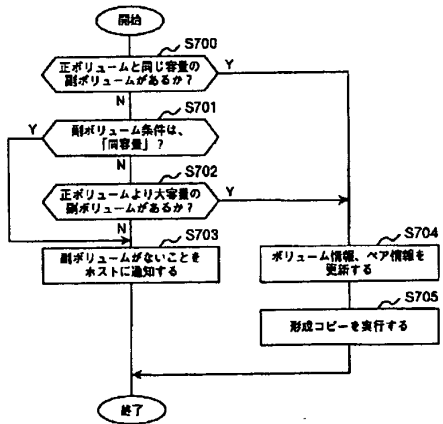 開始
S700
正ボリュームと同じ容量の
副ボリュームがあるか?
Y
N
S701
副ボリューム条件は、
「同容量」?
Y
N
S702
正ボリュームより大容量の
副ボリュームがあるか?
Y
N
S703
副ボリュームがないことを
ホストに通知する
S704
ボリューム情報、ペア情報を
更新する
S705
形成コピーを実行する
終了